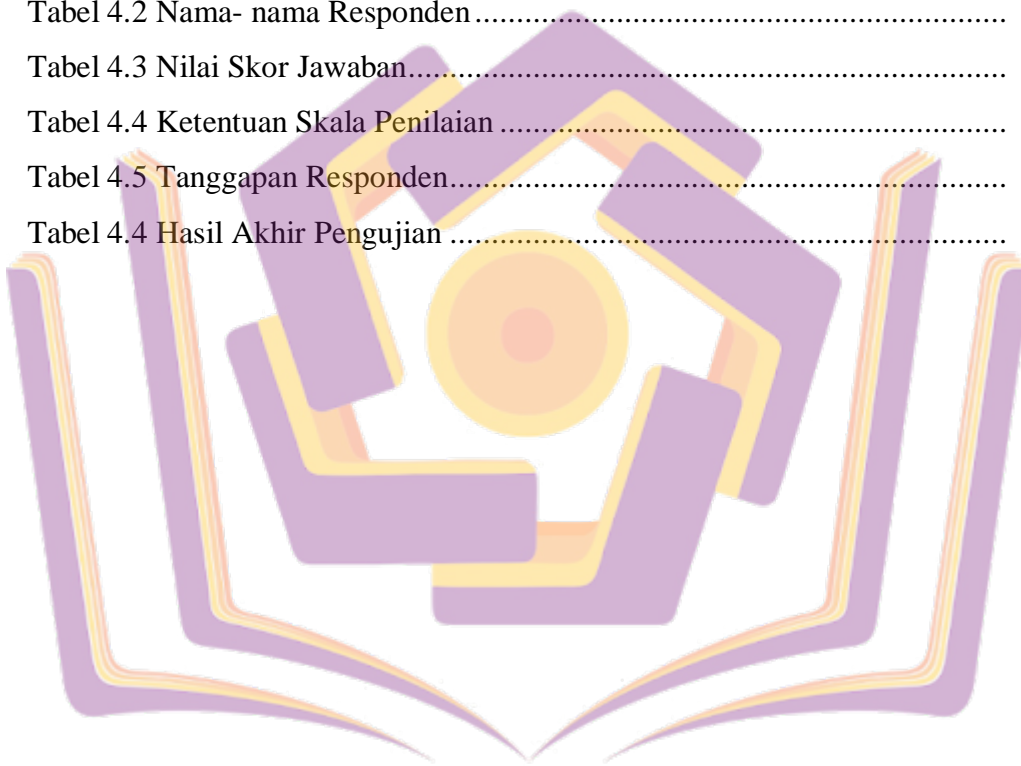 Tabel 4.2 Nama- nama Responden ....................................................................................
Tabel 4.3 Nilai Skor Jawaban...............................................................................................
Tabel 4.4 Ketentuan Skala Penilaian ................................................................................
Tabel 4.5 Tanggapan Responden........................................................................................
Tabel 4.4 Hasil Akhir Pengujian ........................................................................................